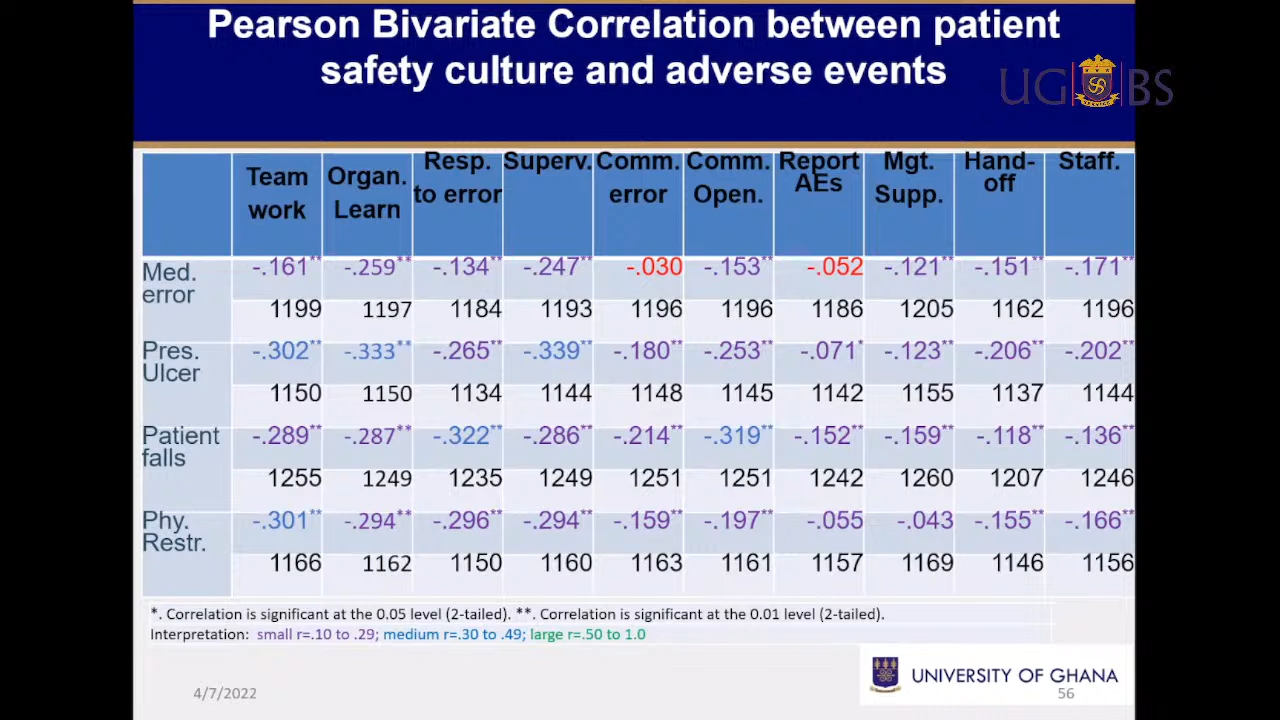 Pearson Bivariate Correlation between patient
safety culture and adverse events
UG BS
Team work Organ. Learn Resp. to error Superv. Comm. error Comm. Open. Report AEs Mgt. Supp. Hand-off Staff.
Med. error -.161** -.259** -.134** -.247** -.030 -.153** -.052 -.121** -.151** -.171**
1199 1197 1184 1193 1196 1196 1186 1205 1162 1196
Pres. Ulcer -.302** -.333** -.265** -.339** -.180** -.253** -.071* -.123** -.206** -.202**
1150 1150 1134 1144 1148 1145 1142 1155 1137 1144
Patient falls -.289** -.287** -.322** -.286** -.214** -.319** -.152** -.159** -.118** -.136**
1255 1249 1235 1249 1251 1251 1242 1260 1207 1246
Phy. Restr. -.301** -.294** -.296** -.294** -.159** -.197** -.055 -.043 -.155** -.166**
1166 1162 1150 1160 1163 1161 1157 1169 1146 1156
*. Correlation is significant at the 0.05 level (2-tailed). **. Correlation is significant at the 0.01 level (2-tailed).
Interpretation: small r=.10 to .29; medium r=.30 to .49; large r=.50 to 1.0
UNIVERSITY OF GHANA
4/7/2022
56